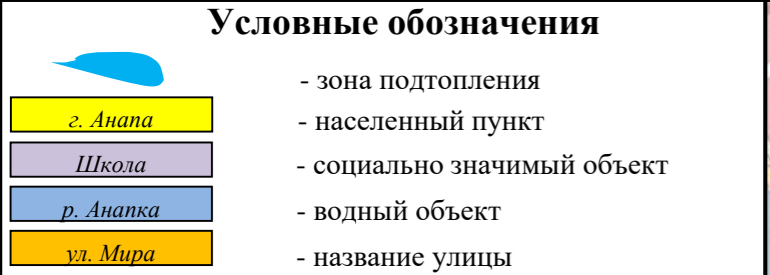 Условные обозначения
- зона подтопления
г. Анапа - населенный пункт
Школа - социально значимый объект
р. Анапка - водный объект
ул. Мира - название улицы